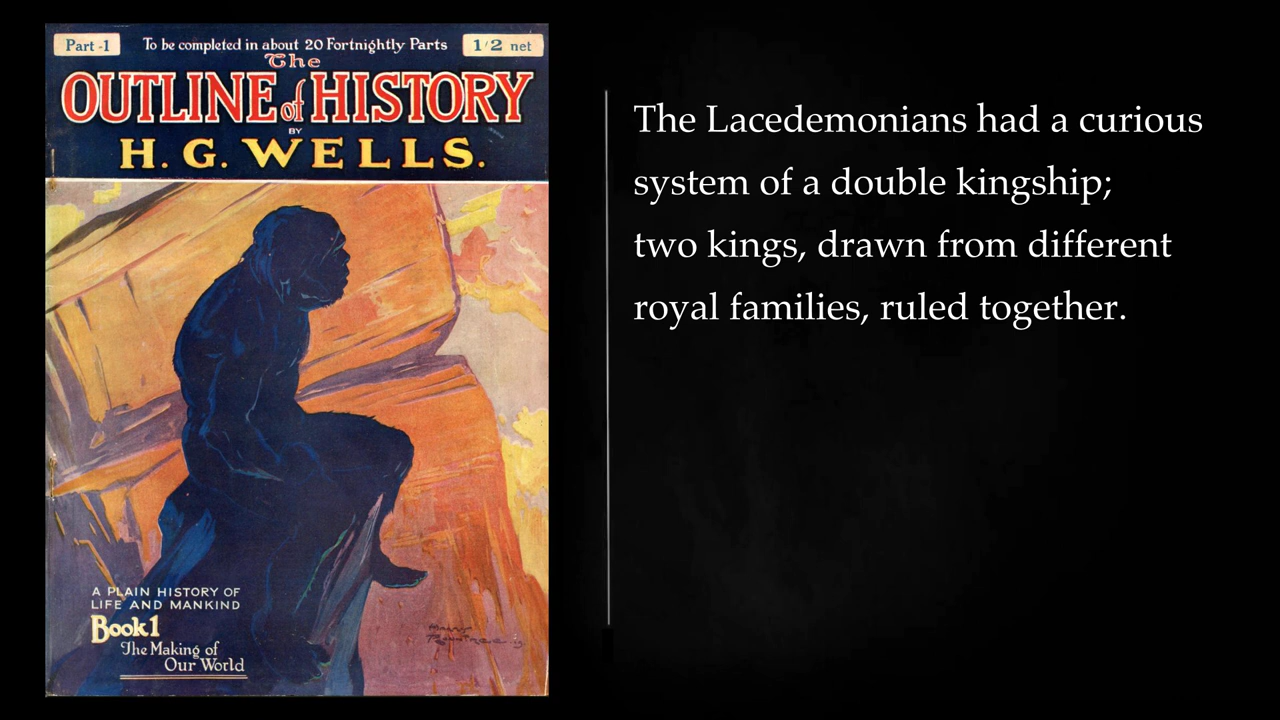 Part -1
To be completed in about 20 Fortnightly Parts
1/2 net
The
OUTLINE of HISTORY
BY
H. G. WELLS.
A PLAIN HISTORY OF
LIFE AND MANKIND
Book 1
The Making of
Our World
The Lacedemonians had a curious
system of a double kingship;
two kings, drawn from different
royal families, ruled together.